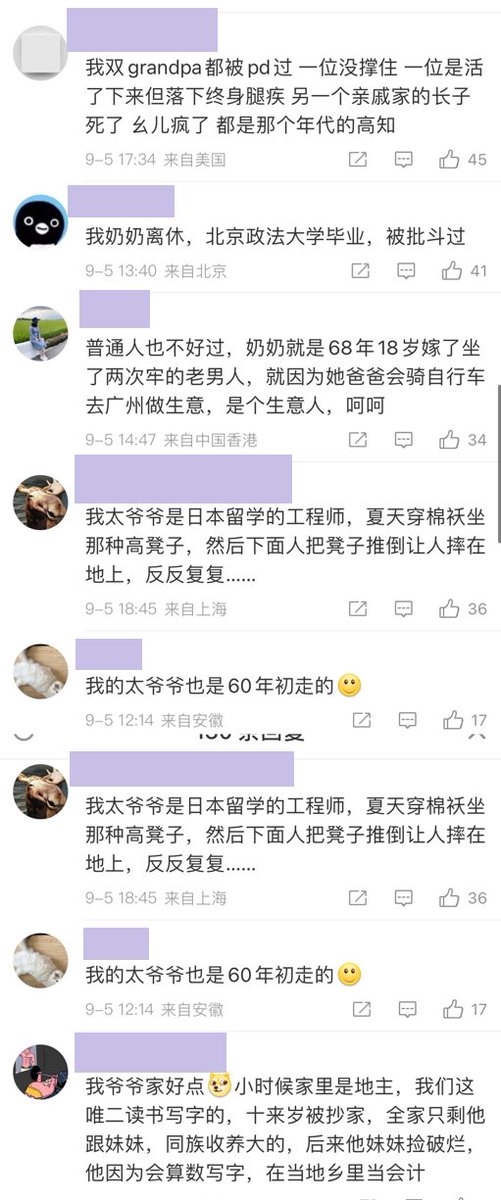 我双grandpa都被pd过 一位没撑住 一位是活
了下来但落下终身腿疾 另一个亲戚家的长子
死了 幺儿疯了 都是那个年代的高知
9-5 17:34 来自美国 45
我奶奶离休，北京政法大学毕业，被批斗过
9-5 13:40 来自北京 41
普通人也不好过，奶奶就是68年18岁嫁了坐
了两次牢的老男人，就因为她爸爸会骑自行车
去广州做生意，是个生意人，呵呵
9-5 14:47 来自中国香港 34
我太爷爷是日本留学的工程师，夏天穿棉袄坐
那种高凳子，然后下面人把凳子推倒让人摔在
地上，反反复复……
9-5 18:45 来自上海 36
我的太爷爷也是60年初走的🙂
9-5 12:14 来自安徽 17
我太爷爷是日本留学的工程师，夏天穿棉袄坐
那种高凳子，然后下面人把凳子推倒让人摔在
地上，反反复复……
9-5 18:45 来自上海 36
我的太爷爷也是60年初走的🙂
9-5 12:14 来自安徽 17
我爷爷家好点小时候家里是地主，我们这
唯二读书写字的，十来岁被抄家，全家只剩他
跟妹妹，同族收养大的，后来他妹妹捡破烂，
他因为会算数写字，在当地乡里当会计